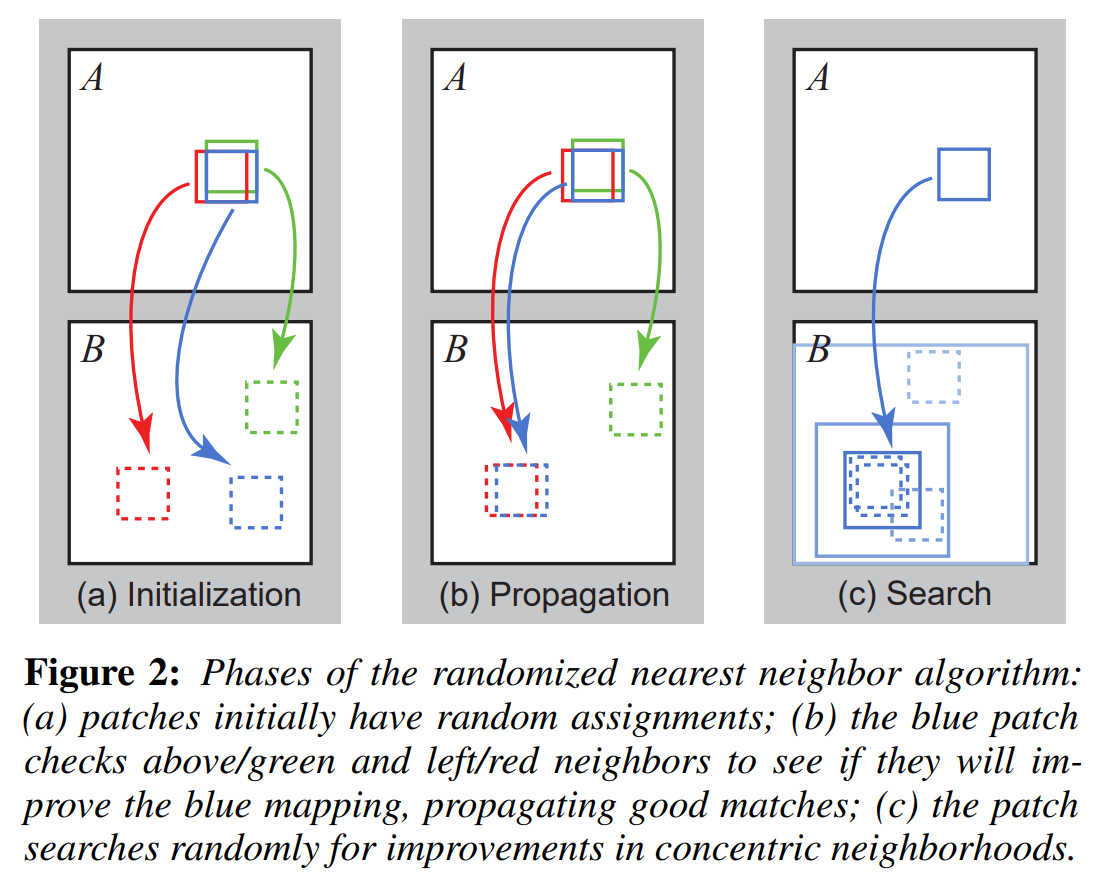 A
A
A
B
B
B
(a) Initialization
(b) Propagation
(c) Search
Figure 2: Phases of the randomized nearest neighbor algorithm:
(a) patches initially have random assignments; (b) the blue patch
checks above/green and left/red neighbors to see if they will im-
prove the blue mapping, propagating good matches; (c) the patch
searches randomly for improvements in concentric neighborhoods.